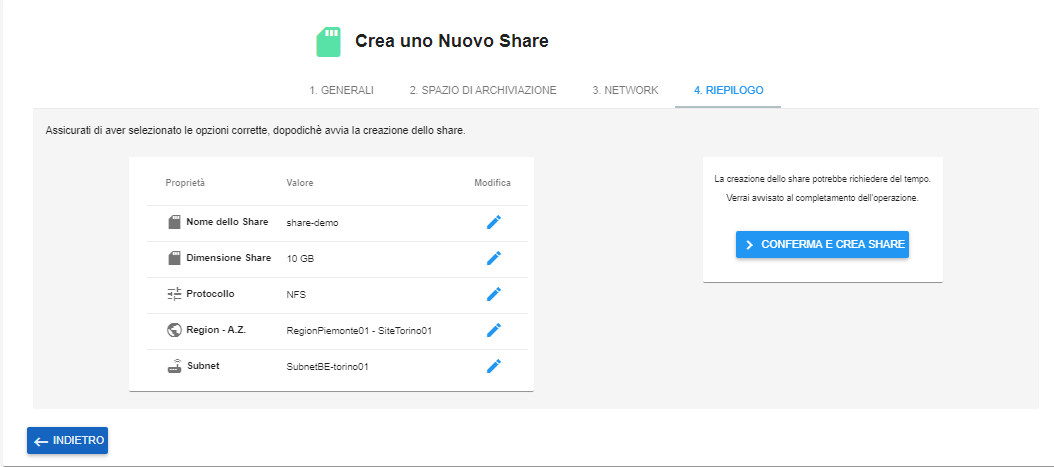 Crea uno Nuovo Share
1. GENERALI 2. SPAZIO DI ARCHIVIAZIONE 3. NETWORK 4. RIEPILOGO
Assicurati di aver selezionato le opzioni corrette, dopodichè avvia la creazione dello share.
Proprietà Valore Modifica
Nome dello Share share-demo
Dimensione Share 10 GB
Protocollo NFS
Region - A.Z. RegionPiemonte01 - SiteTorino01
Subnet SubnetBE-torino01
La creazione dello share potrebbe richiedere del tempo.
Verrai avvisato al completamento dell'operazione.
CONFERMA E CREA SHARE
INDIETRO